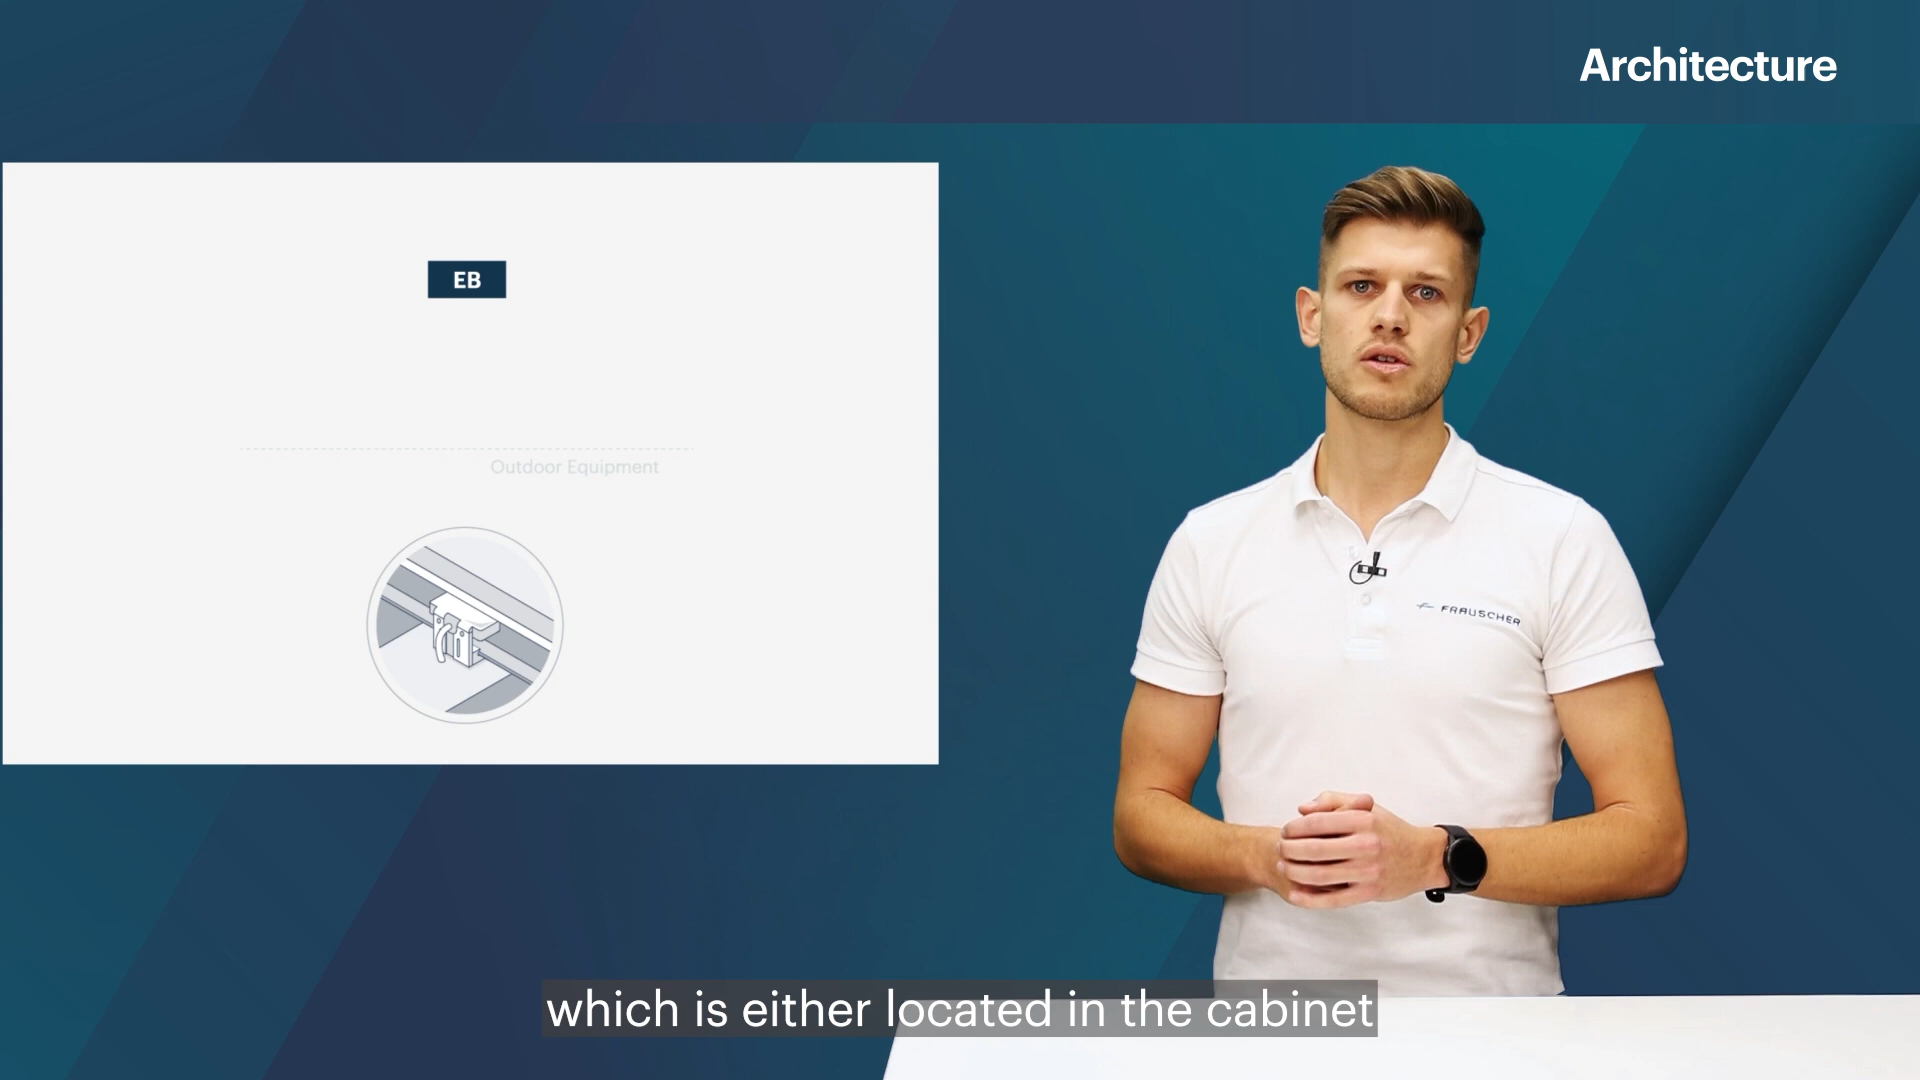 Architecture
EB
Outdoor Equipment
FRAUSCHER
which is either located in the cabinet